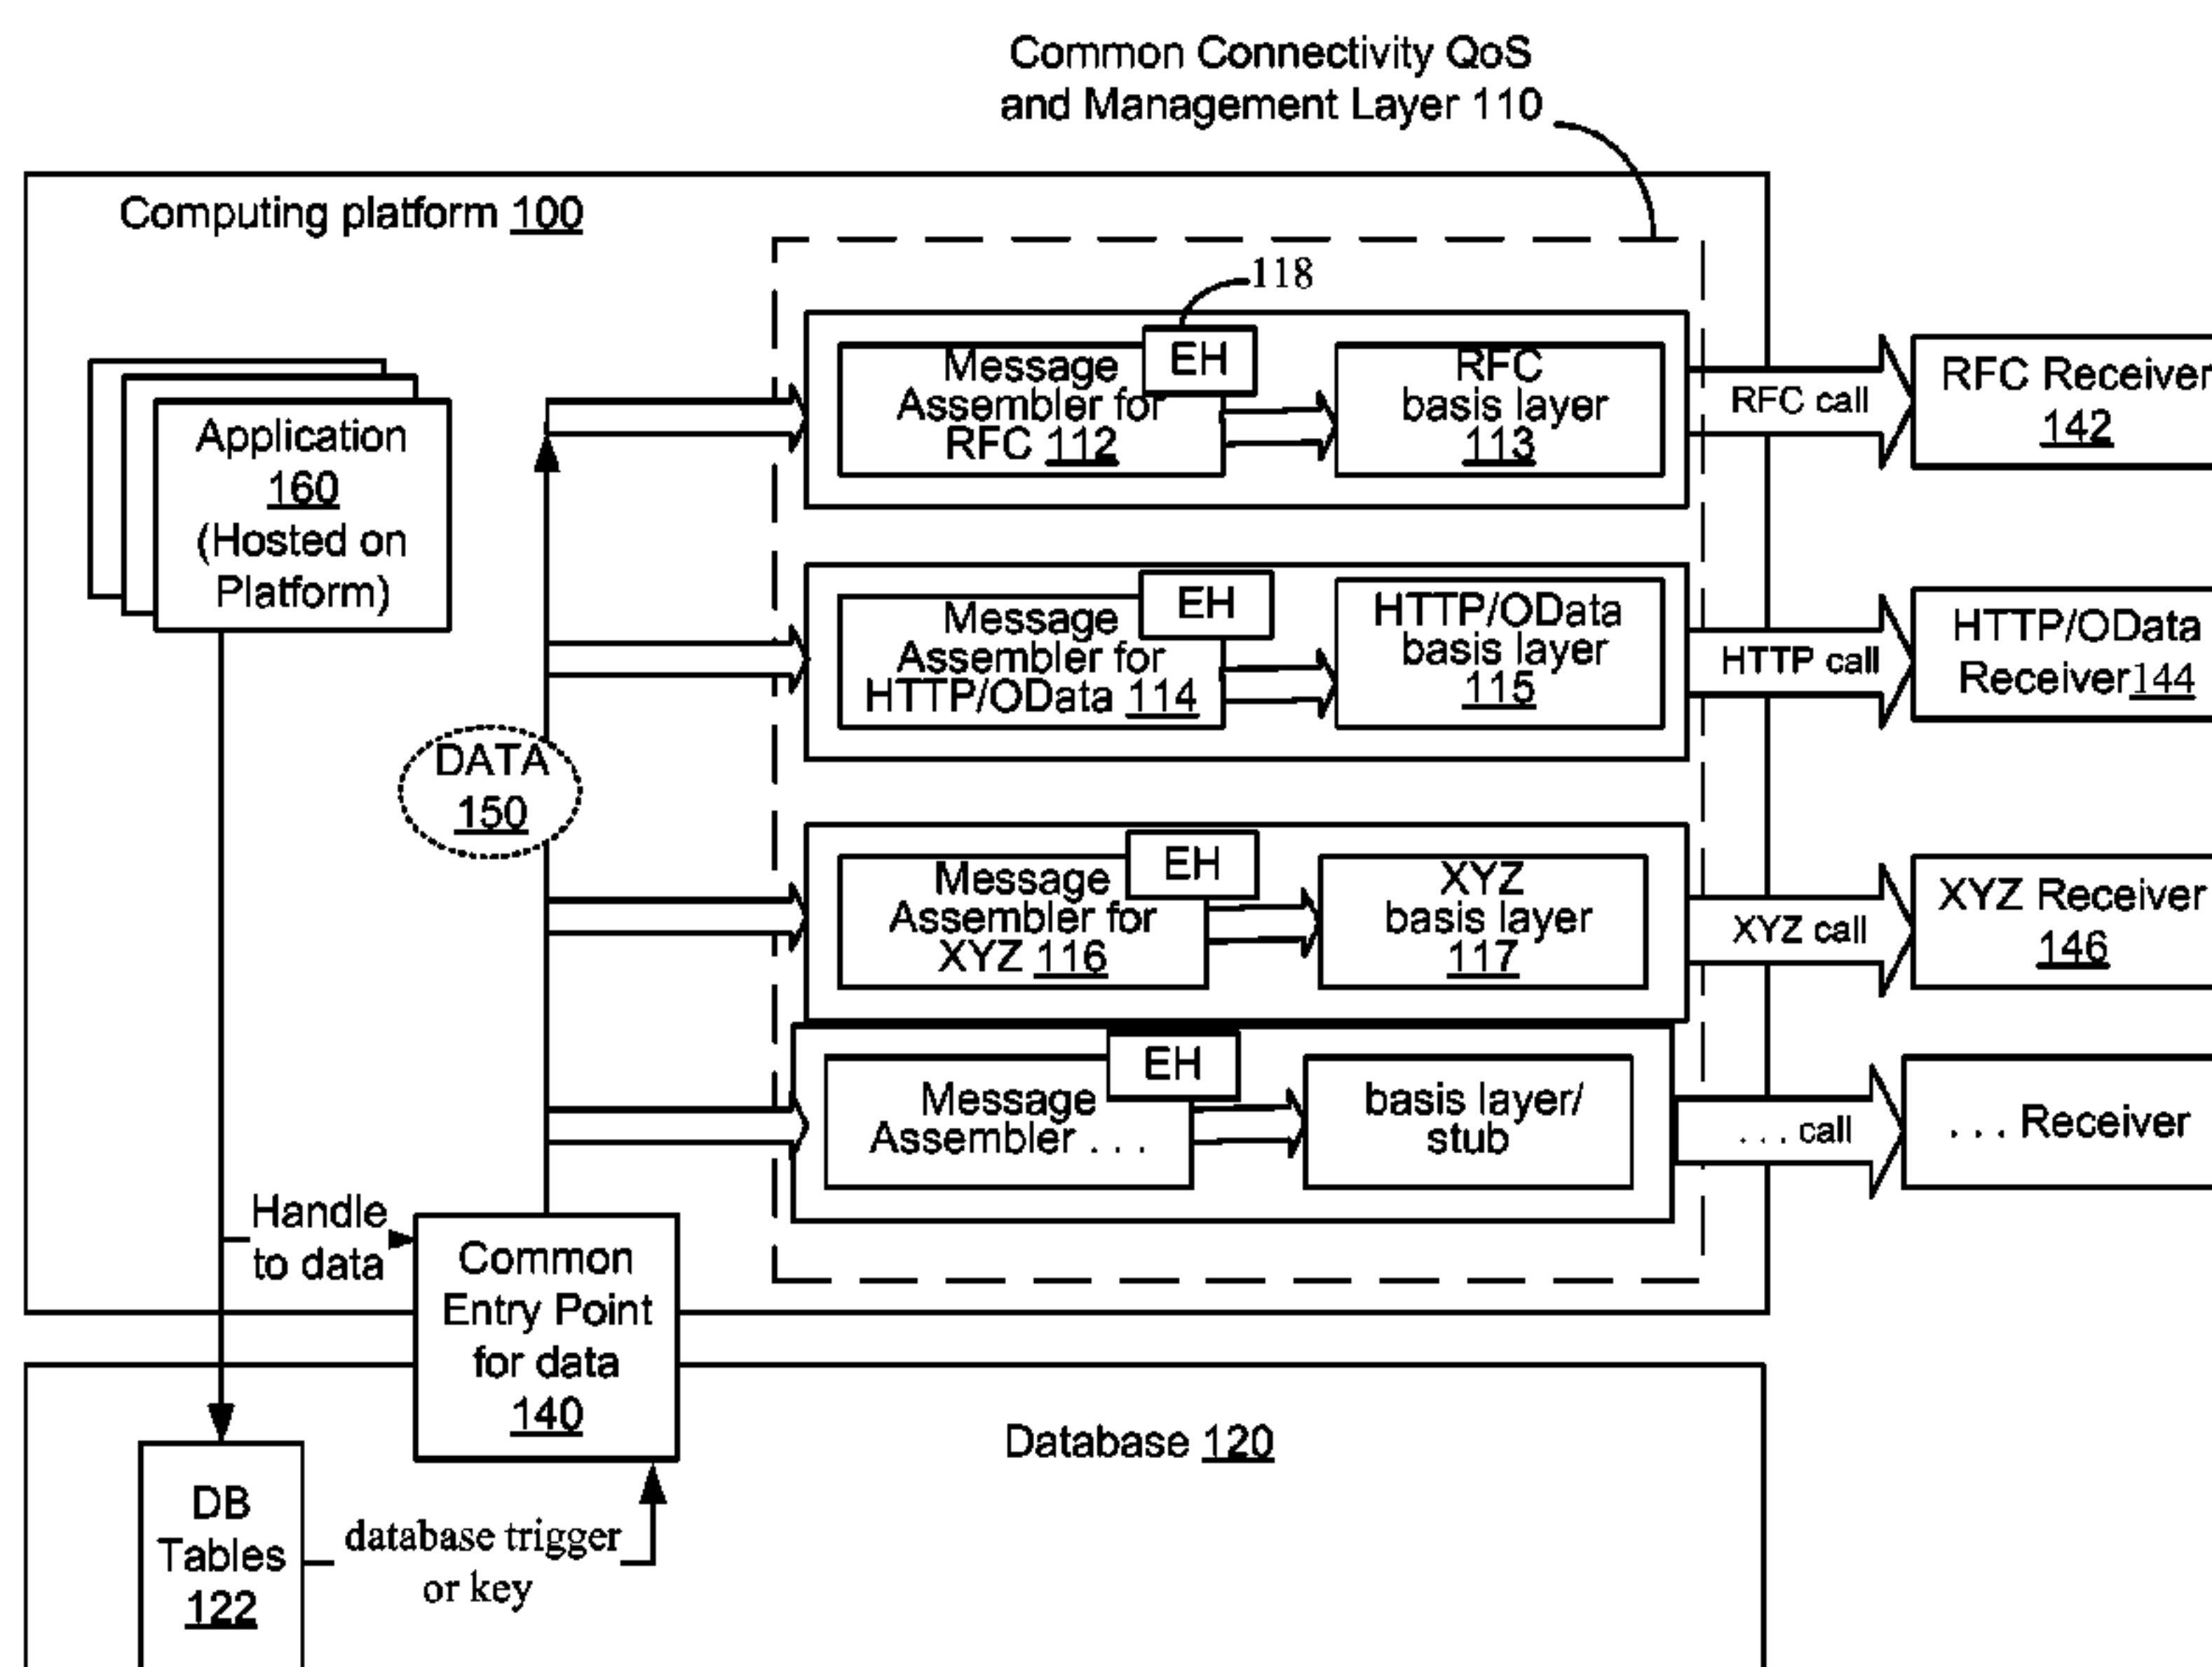 Common Connectivity QoS
and Management Layer 110
Computing platform 100
118
Application
160
(Hosted on
Platform)
Message
Assembler for
RFC 112
EH
RFC
basis layer
113
RFC call
RFC Receiver
142
Message
Assembler for
HTTP/OData 114
EH
HTTP/OData
basis layer
115
HTTP call
HTTP/OData
Receiver144
DATA
150
Message
Assembler for
XYZ 116
EH
XYZ
basis layer
117
XYZ call
XYZ Receiver
146
Message
Assembler . . .
EH
basis layer/
stub
. . . call
. . . Receiver
Handle
to data
Common
Entry Point
for data
140
Database 120
DB
Tables
122
database trigger
or key